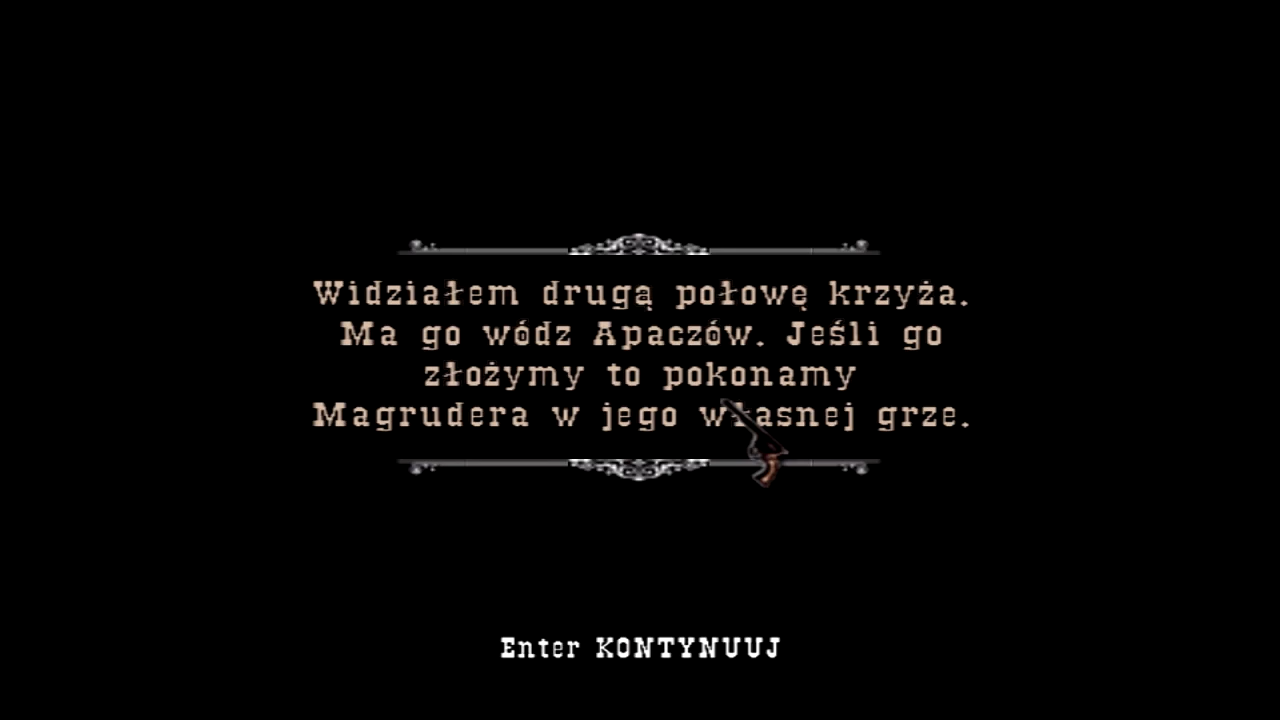 Widziałem drugą połowę krzyża.
Ma go wódz Apaczów. Jeśli go
złożymy to pokonamy
Magrudera w jego własnej grze.
Enter KONTYNUUJ